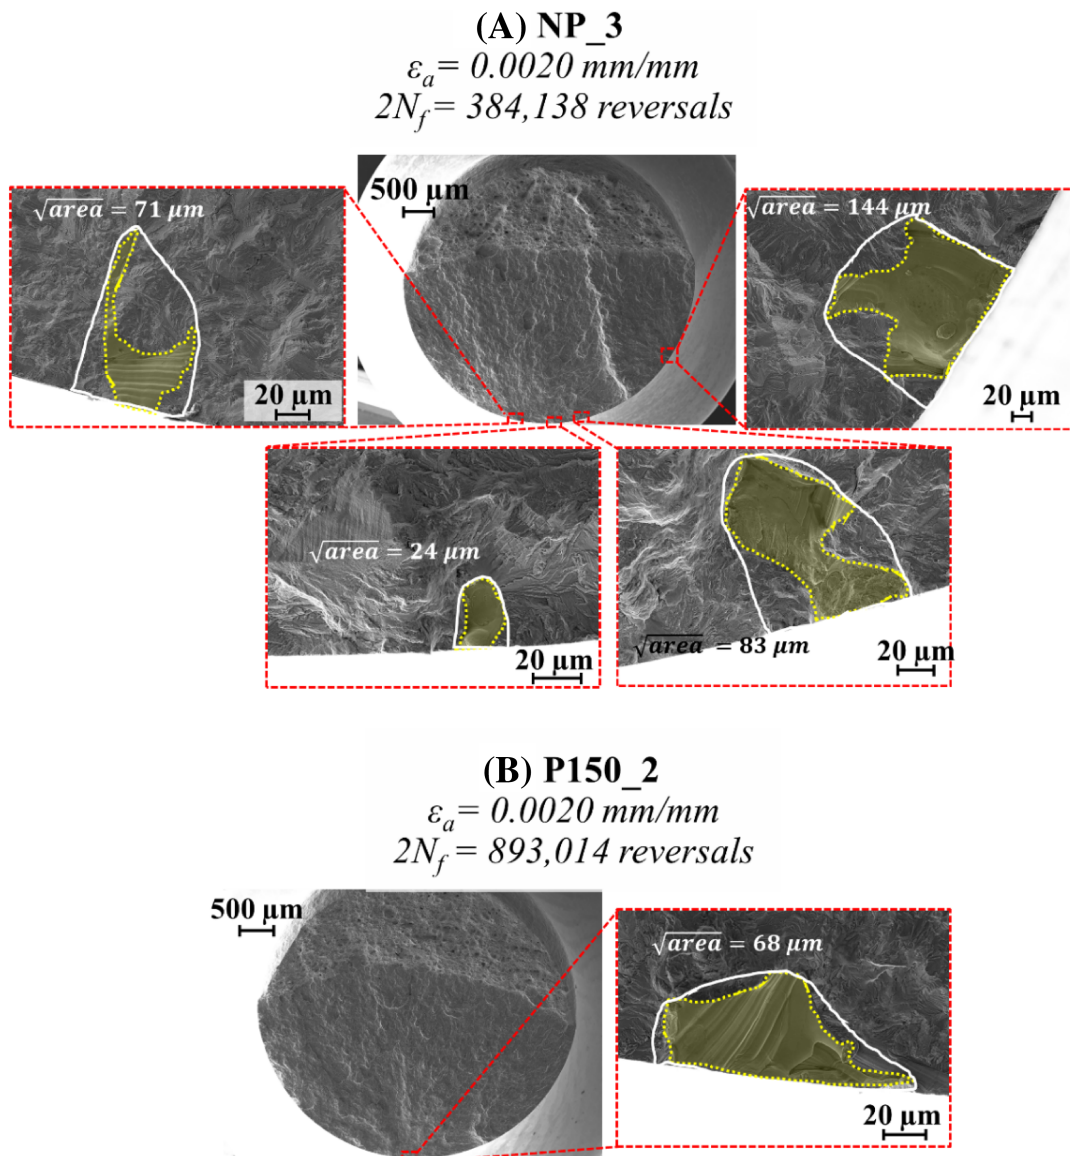 (A) NP_3
εₐ= 0.0020 mm/mm
2N_f= 384,138 reversals
500 µm
√area = 71 µm
20 µm
√area = 144 µm
20 µm
√area = 24 µm
20 µm
√area = 83 µm
20 µm
(B) P150_2
εₐ= 0.0020 mm/mm
2N_f= 893,014 reversals
500 µm
√area = 68 µm
20 µm